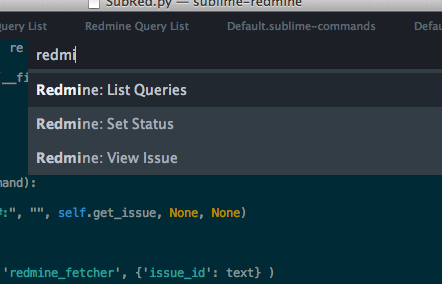 SubRed.py — sublime-redmine
Query List Redmine Query List Default.sublime-commands Defau
re
redmi
(__fi
Redmine: List Queries
Redmine: Set Status
Redmine: View Issue
mand):
#:", "", self.get_issue, None, None)
'redmine_fetcher', {'issue_id': text} )